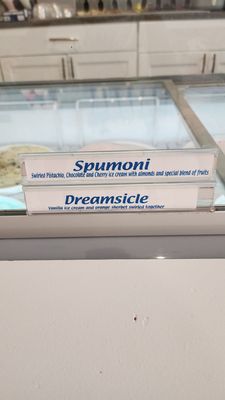 Spumoni
Swirled Pistachio, Chocolate and Cherry ice cream with almonds and special blend of fruits
Dreamsicle
Vanilla ice cream and orange sherbet swirled together